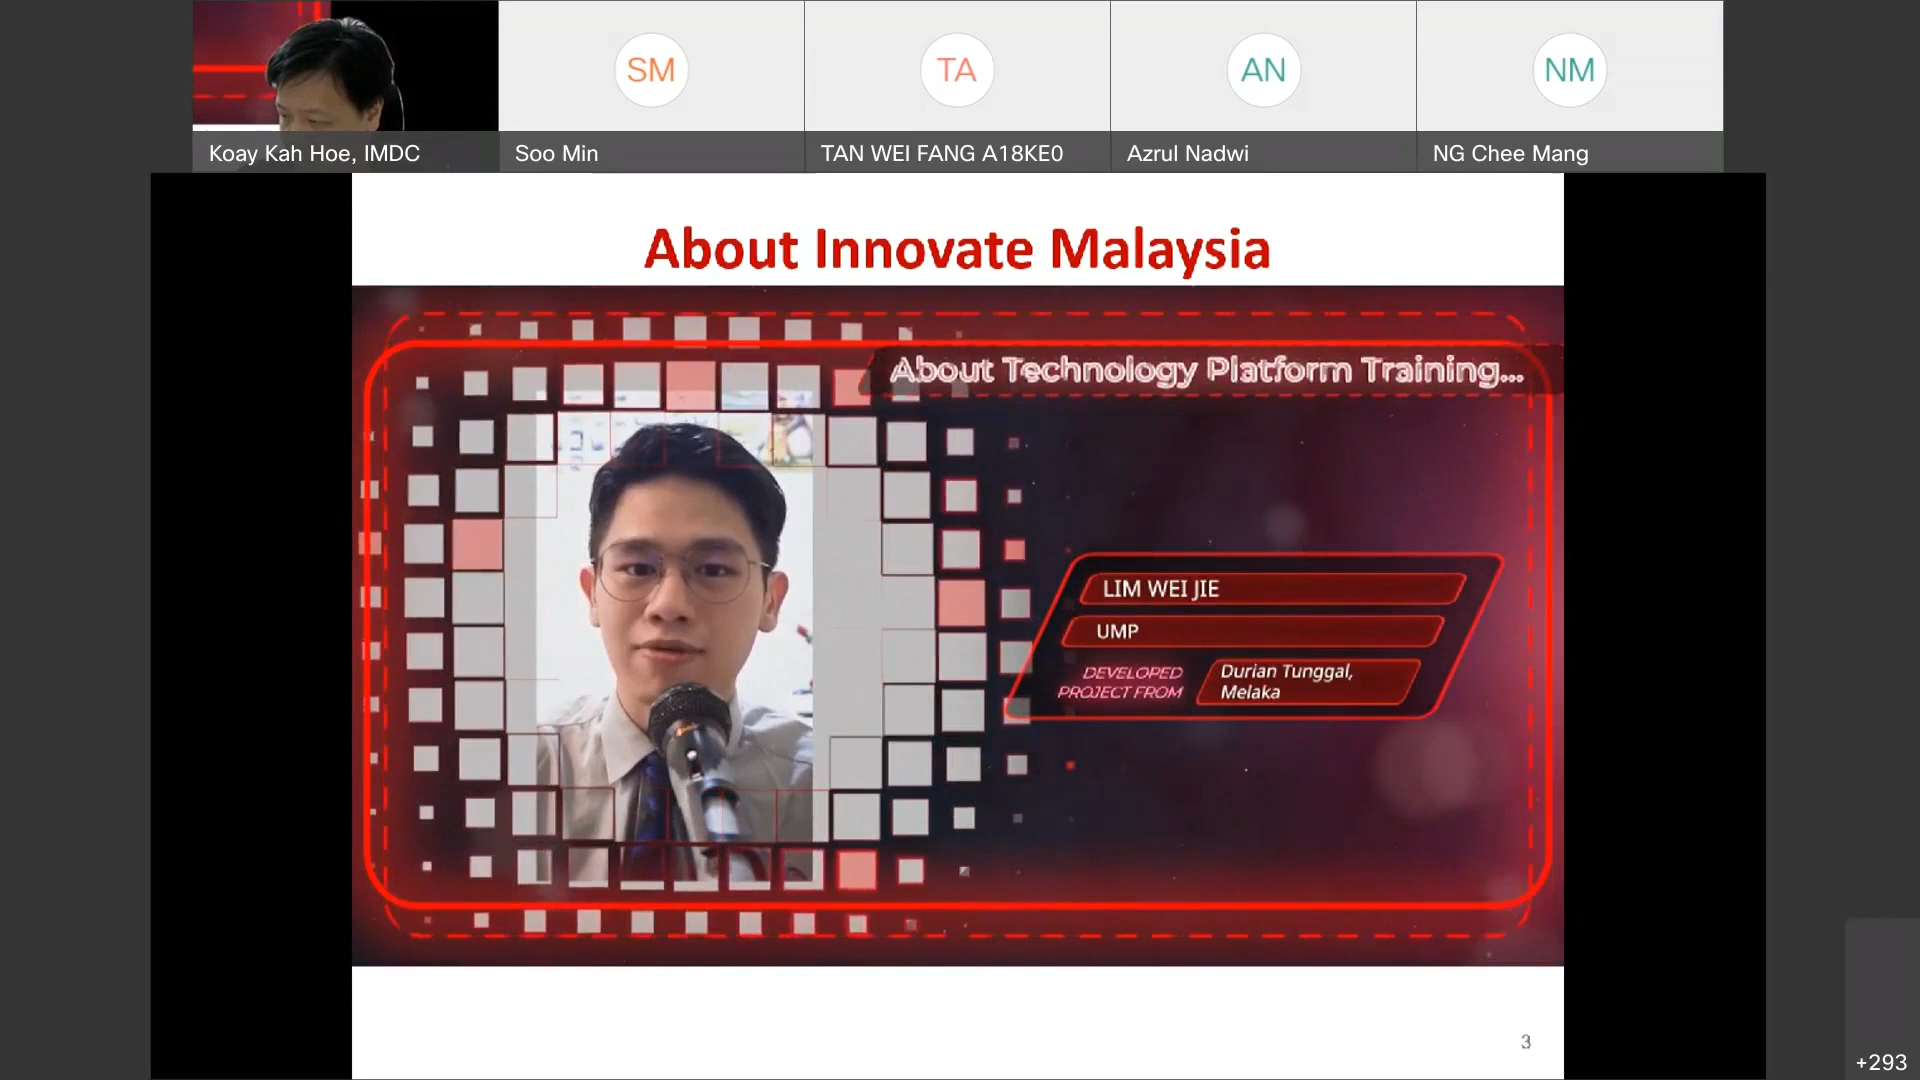 SM
TA
AN
NM
Koay Kah Hoe, IMDC
Soo Min
TAN WEI FANG A18KE0
Azrul Nadwi
NG Chee Mang
About Innovate Malaysia
About Technology Platform Training...
LIM WEI JIE
UMP
DEVELOPED
PROJECT FROM
Durian Tunggal,
Melaka
3
+293